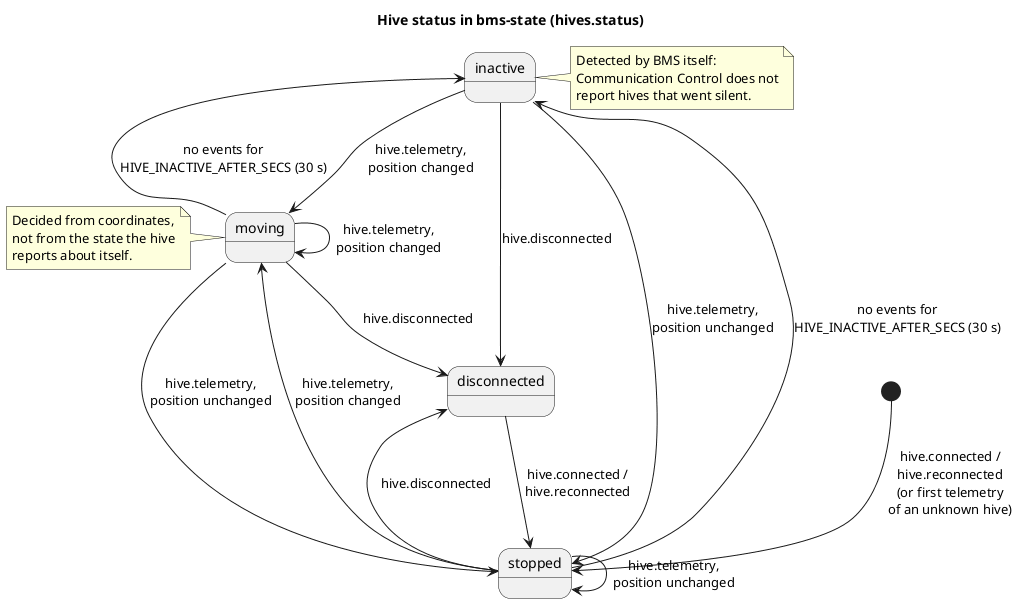 Hive status in bms-state (hives.status)
inactive
Detected by BMS itself:
Communication Control does not
report hives that went silent.
no events for
HIVE_INACTIVE_AFTER_SECS (30 s)
hive.telemetry,
position changed
Decided from coordinates,
not from the state the hive
reports about itself.
moving
hive.telemetry,
position changed
hive.disconnected
hive.disconnected
hive.telemetry,
position unchanged
no events for
HIVE_INACTIVE_AFTER_SECS (30 s)
hive.telemetry,
position unchanged
hive.telemetry,
position changed
disconnected
hive.disconnected
hive.connected /
hive.reconnected
hive.connected /
hive.reconnected
(or first telemetry
of an unknown hive)
stopped
hive.telemetry,
position unchanged